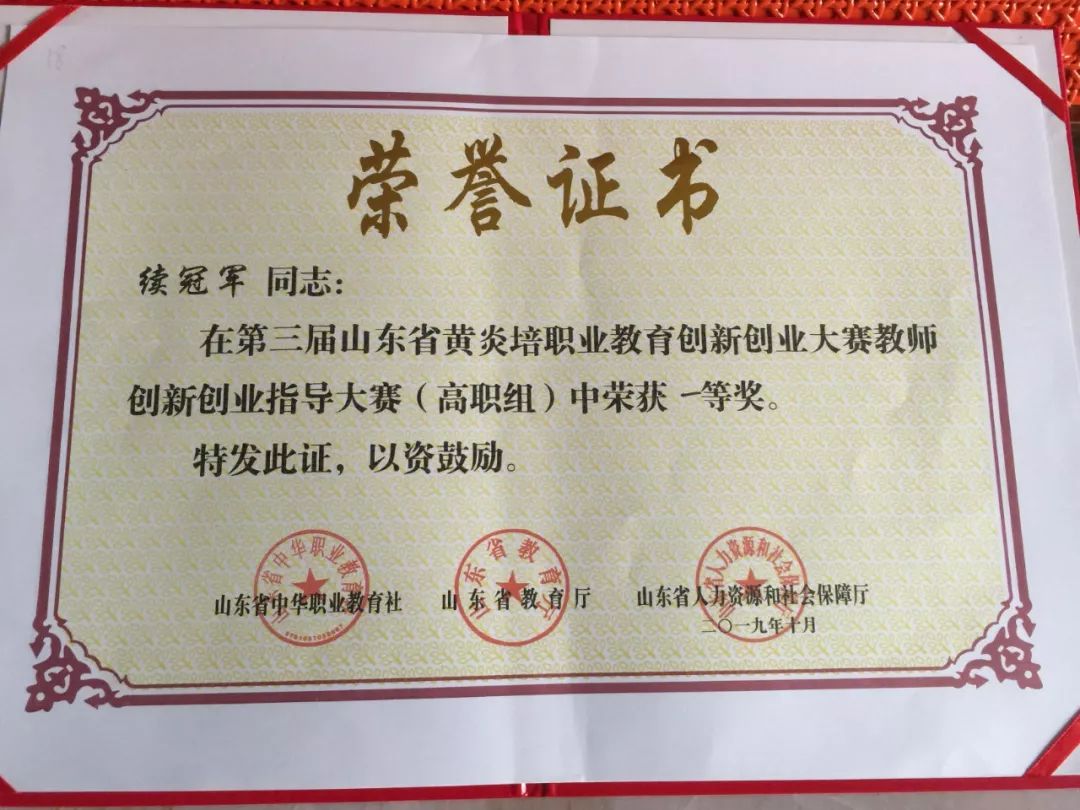 荣誉证书
续冠军 同志：
在第三届山东省黄炎培职业教育创新创业大赛教师
创新创业指导大赛（高职组）中荣获 一等奖。
特发此证，以资鼓励。
山东省中华职业教育社 山东省教育厅 山东省人力资源和社会保障厅
二〇一九年十月